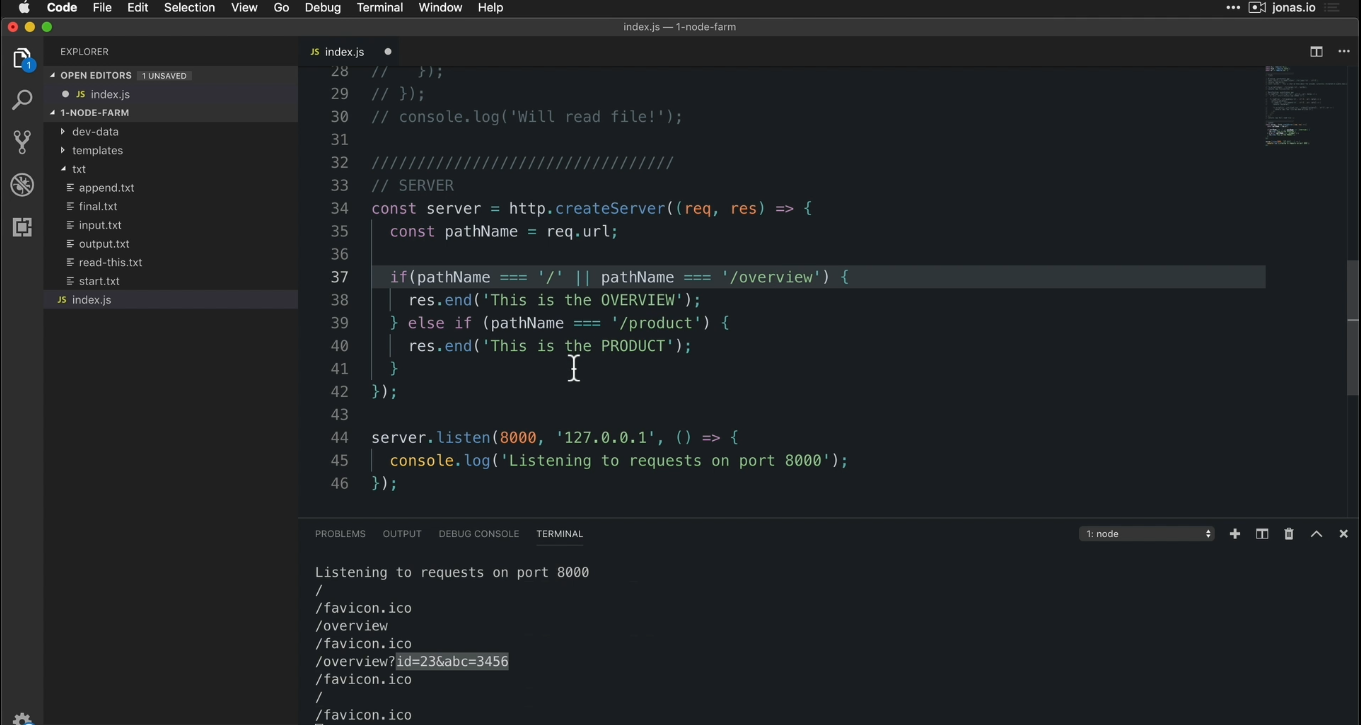 Code File Edit Selection View Go Debug Terminal Window Help ••• jonas.io
index.js — 1-node-farm
EXPLORER
OPEN EDITORS 1 UNSAVED
JS index.js
1-NODE-FARM
dev-data
templates
txt
append.txt
final.txt
input.txt
output.txt
read-this.txt
start.txt
JS index.js
1
JS index.js
28 // });
29 // });
30 // console.log('Will read file!');
31
32 /////////////////////////////////
33 // SERVER
34 const server = http.createServer((req, res) => {
35 const pathName = req.url;
36
37 if(pathName === '/' || pathName === '/overview') {
38 res.end('This is the OVERVIEW');
39 } else if (pathName === '/product') {
40 res.end('This is the PRODUCT');
41 }
42 });
43
44 server.listen(8000, '127.0.0.1', () => {
45 console.log('Listening to requests on port 8000');
46 });
PROBLEMS OUTPUT DEBUG CONSOLE TERMINAL 1: node
Listening to requests on port 8000
/
/favicon.ico
/overview
/favicon.ico
/overview?id=23&abc=3456
/favicon.ico
/
/favicon.ico